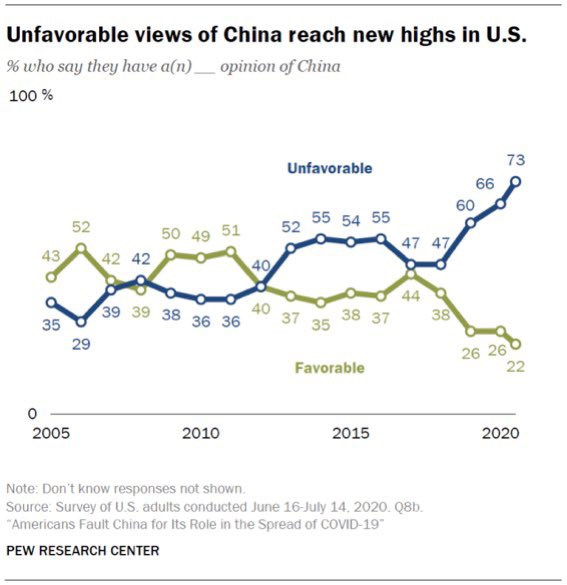 Unfavorable views of China reach new highs in U.S.
% who say they have a(n) __ opinion of China
100 %
73
Unfavorable
66
60
52 55 54 55
52 50 49 51 47 47
43 42 42 40
44
35 39 39 38 36 36 40 37 35 38 37 38
29
26 26
22
Favorable
0
2005 2010 2015 2020
Note: Don't know responses not shown.
Source: Survey of U.S. adults conducted June 16-July 14, 2020. Q8b.
"Americans Fault China for Its Role in the Spread of COVID-19"
PEW RESEARCH CENTER